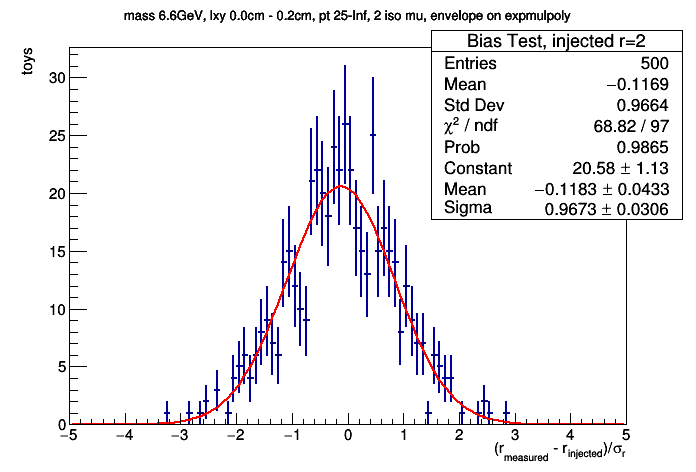 mass 6.6GeV, lxy 0.0cm - 0.2cm, pt 25-Inf, 2 iso mu, envelope on expmulpoly
toys
Bias Test, injected r=2
Entries 500
Mean −0.1169
Std Dev 0.9664
χ² / ndf 68.82 / 97
Prob 0.9865
Constant 20.58 ± 1.13
Mean −0.1183 ± 0.0433
Sigma 0.9673 ± 0.0306
30
25
20
15
10
5
0
−5 −4 −3 −2 −1 0 1 2 3 4 5
(r_measured - r_injected)/σ_r